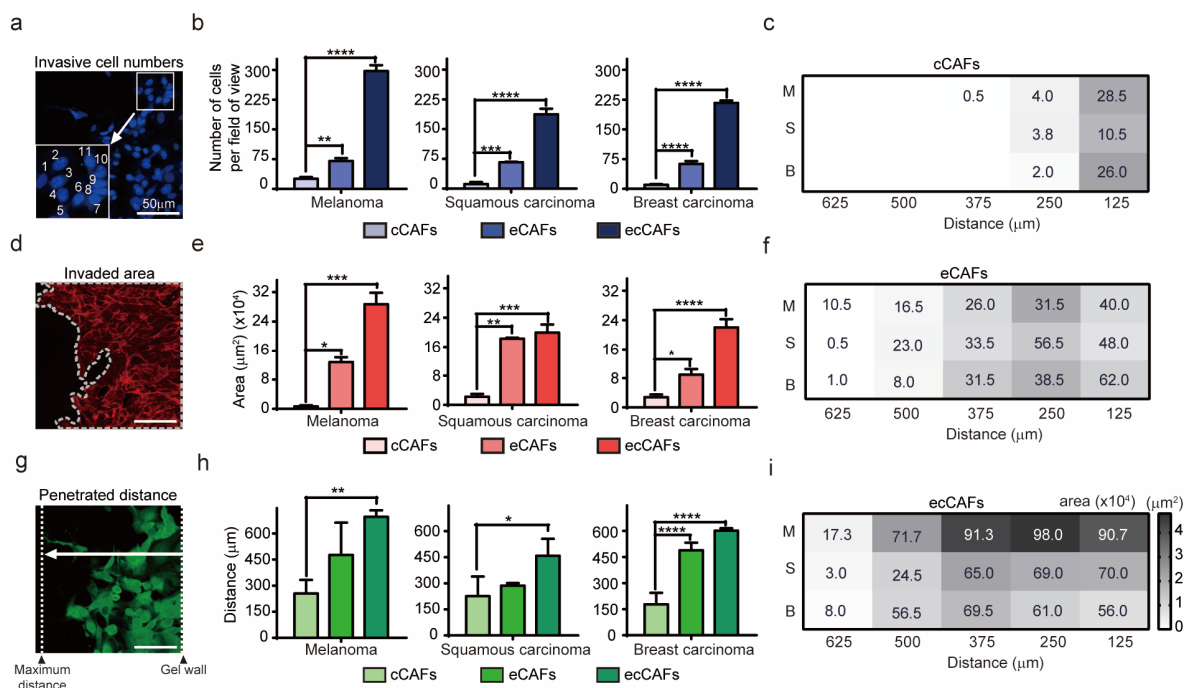 a
Invasive cell numbers
1
2
3
4
5
6
7
8
9
10
11
50μm
b
Number of cells
per field of view
300
225
150
75
0
**
****
Melanoma
300
225
150
75
0
***
****
Squamous carcinoma
300
225
150
75
0
****
****
Breast carcinoma
cCAFs eCAFs ecCAFs
c
cCAFs
M 0.5 4.0 28.5
S 3.8 10.5
B 2.0 26.0
625 500 375 250 125
Distance (μm)
d
Invaded area
e
Area (μm²) (x10⁴)
32
24
16
8
0
*
***
Melanoma
32
24
16
8
0
**
***
Squamous carcinoma
32
24
16
8
0
*
****
Breast carcinoma
cCAFs eCAFs ecCAFs
f
eCAFs
M 10.5 16.5 26.0 31.5 40.0
S 0.5 23.0 33.5 56.5 48.0
B 1.0 8.0 31.5 38.5 62.0
625 500 375 250 125
Distance (μm)
g
Penetrated distance
Maximum
distance
Gel wall
h
Distance (μm)
600
450
300
150
0
**
Melanoma
600
450
300
150
0
*
Squamous carcinoma
600
450
300
150
0
****
****
Breast carcinoma
cCAFs eCAFs ecCAFs
i
ecCAFs area (x10⁴) (μm²)
M 17.3 71.7 91.3 98.0 90.7
S 3.0 24.5 65.0 69.0 70.0
B 8.0 56.5 69.5 61.0 56.0
625 500 375 250 125
Distance (μm)
4
3
2
1
0